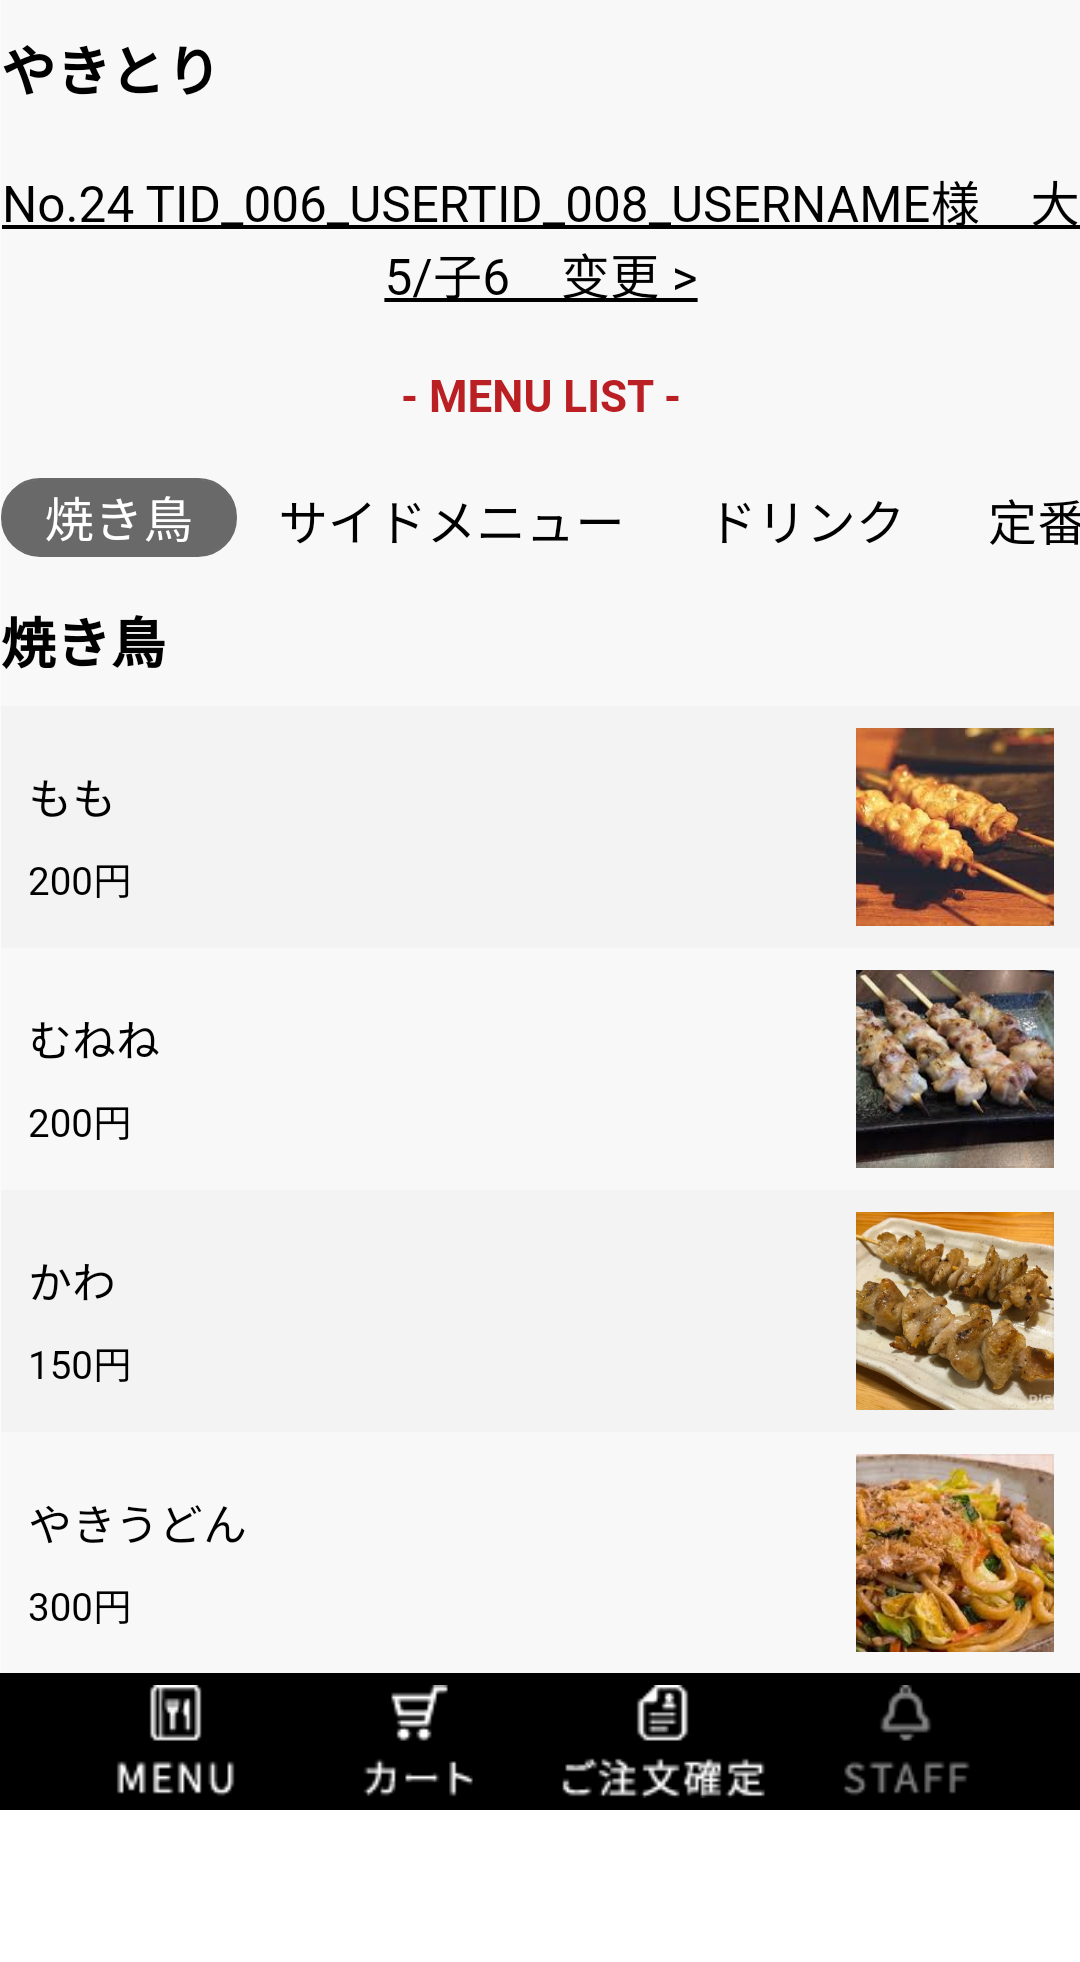 やきとり
No.24 TID_006_USERTID_008_USERNAME様　大
5/子6　変更 >
- MENU LIST -
焼き鳥 サイドメニュー ドリンク 定番
焼き鳥
もも
200円
むねね
200円
かわ
150円
やきうどん
300円
MENU カート ご注文確定 STAFF